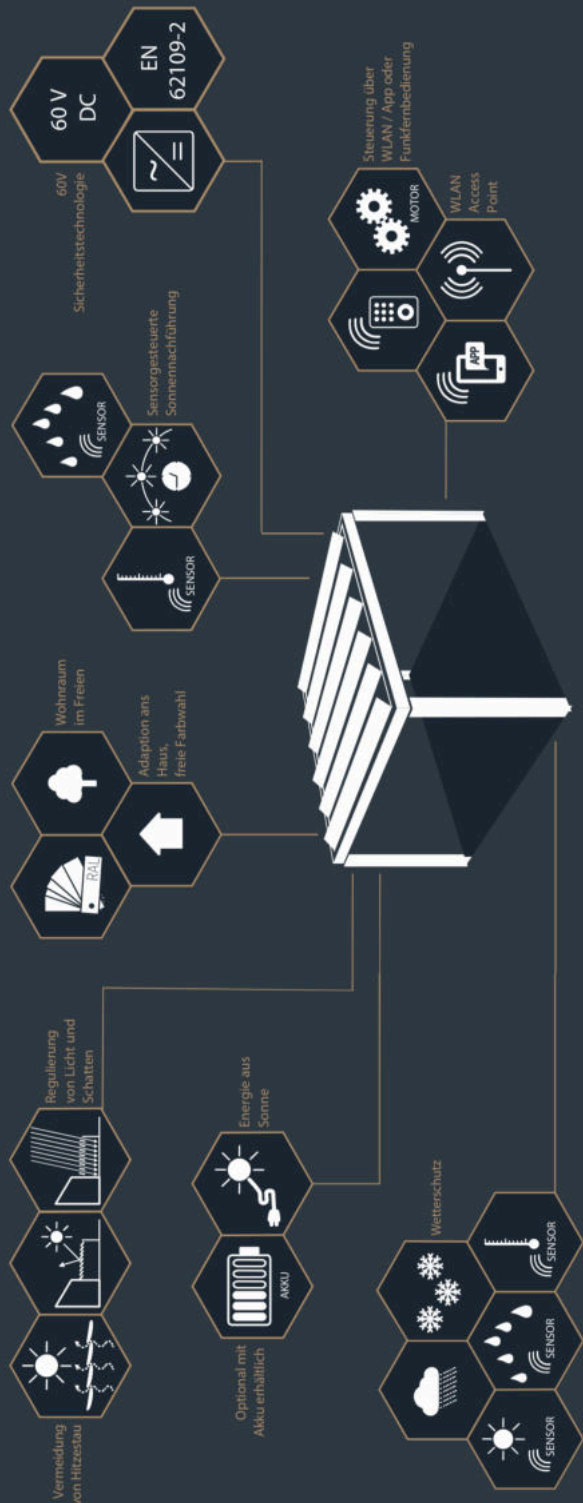 Vermeidung
von Hitzestau
Regulierung
von Licht und
Schatten
Optional mit
Akku erhältlich
AKKU
Energie aus
Sonne
RAL
Wohnraum
im Freien
Adaption ans
Haus,
freie Farbwahl
SENSOR
SENSOR
Sensorgesteuerte
Sonnennachführung
60V
Sicherheitstechnologie
60 V
DC
EN
62109-2
~
=
Wetterschutz
SENSOR
SENSOR
SENSOR
Steuerung über
WLAN / App oder
Funkfernbedienung
MOTOR
APP
WLAN
Access
Point